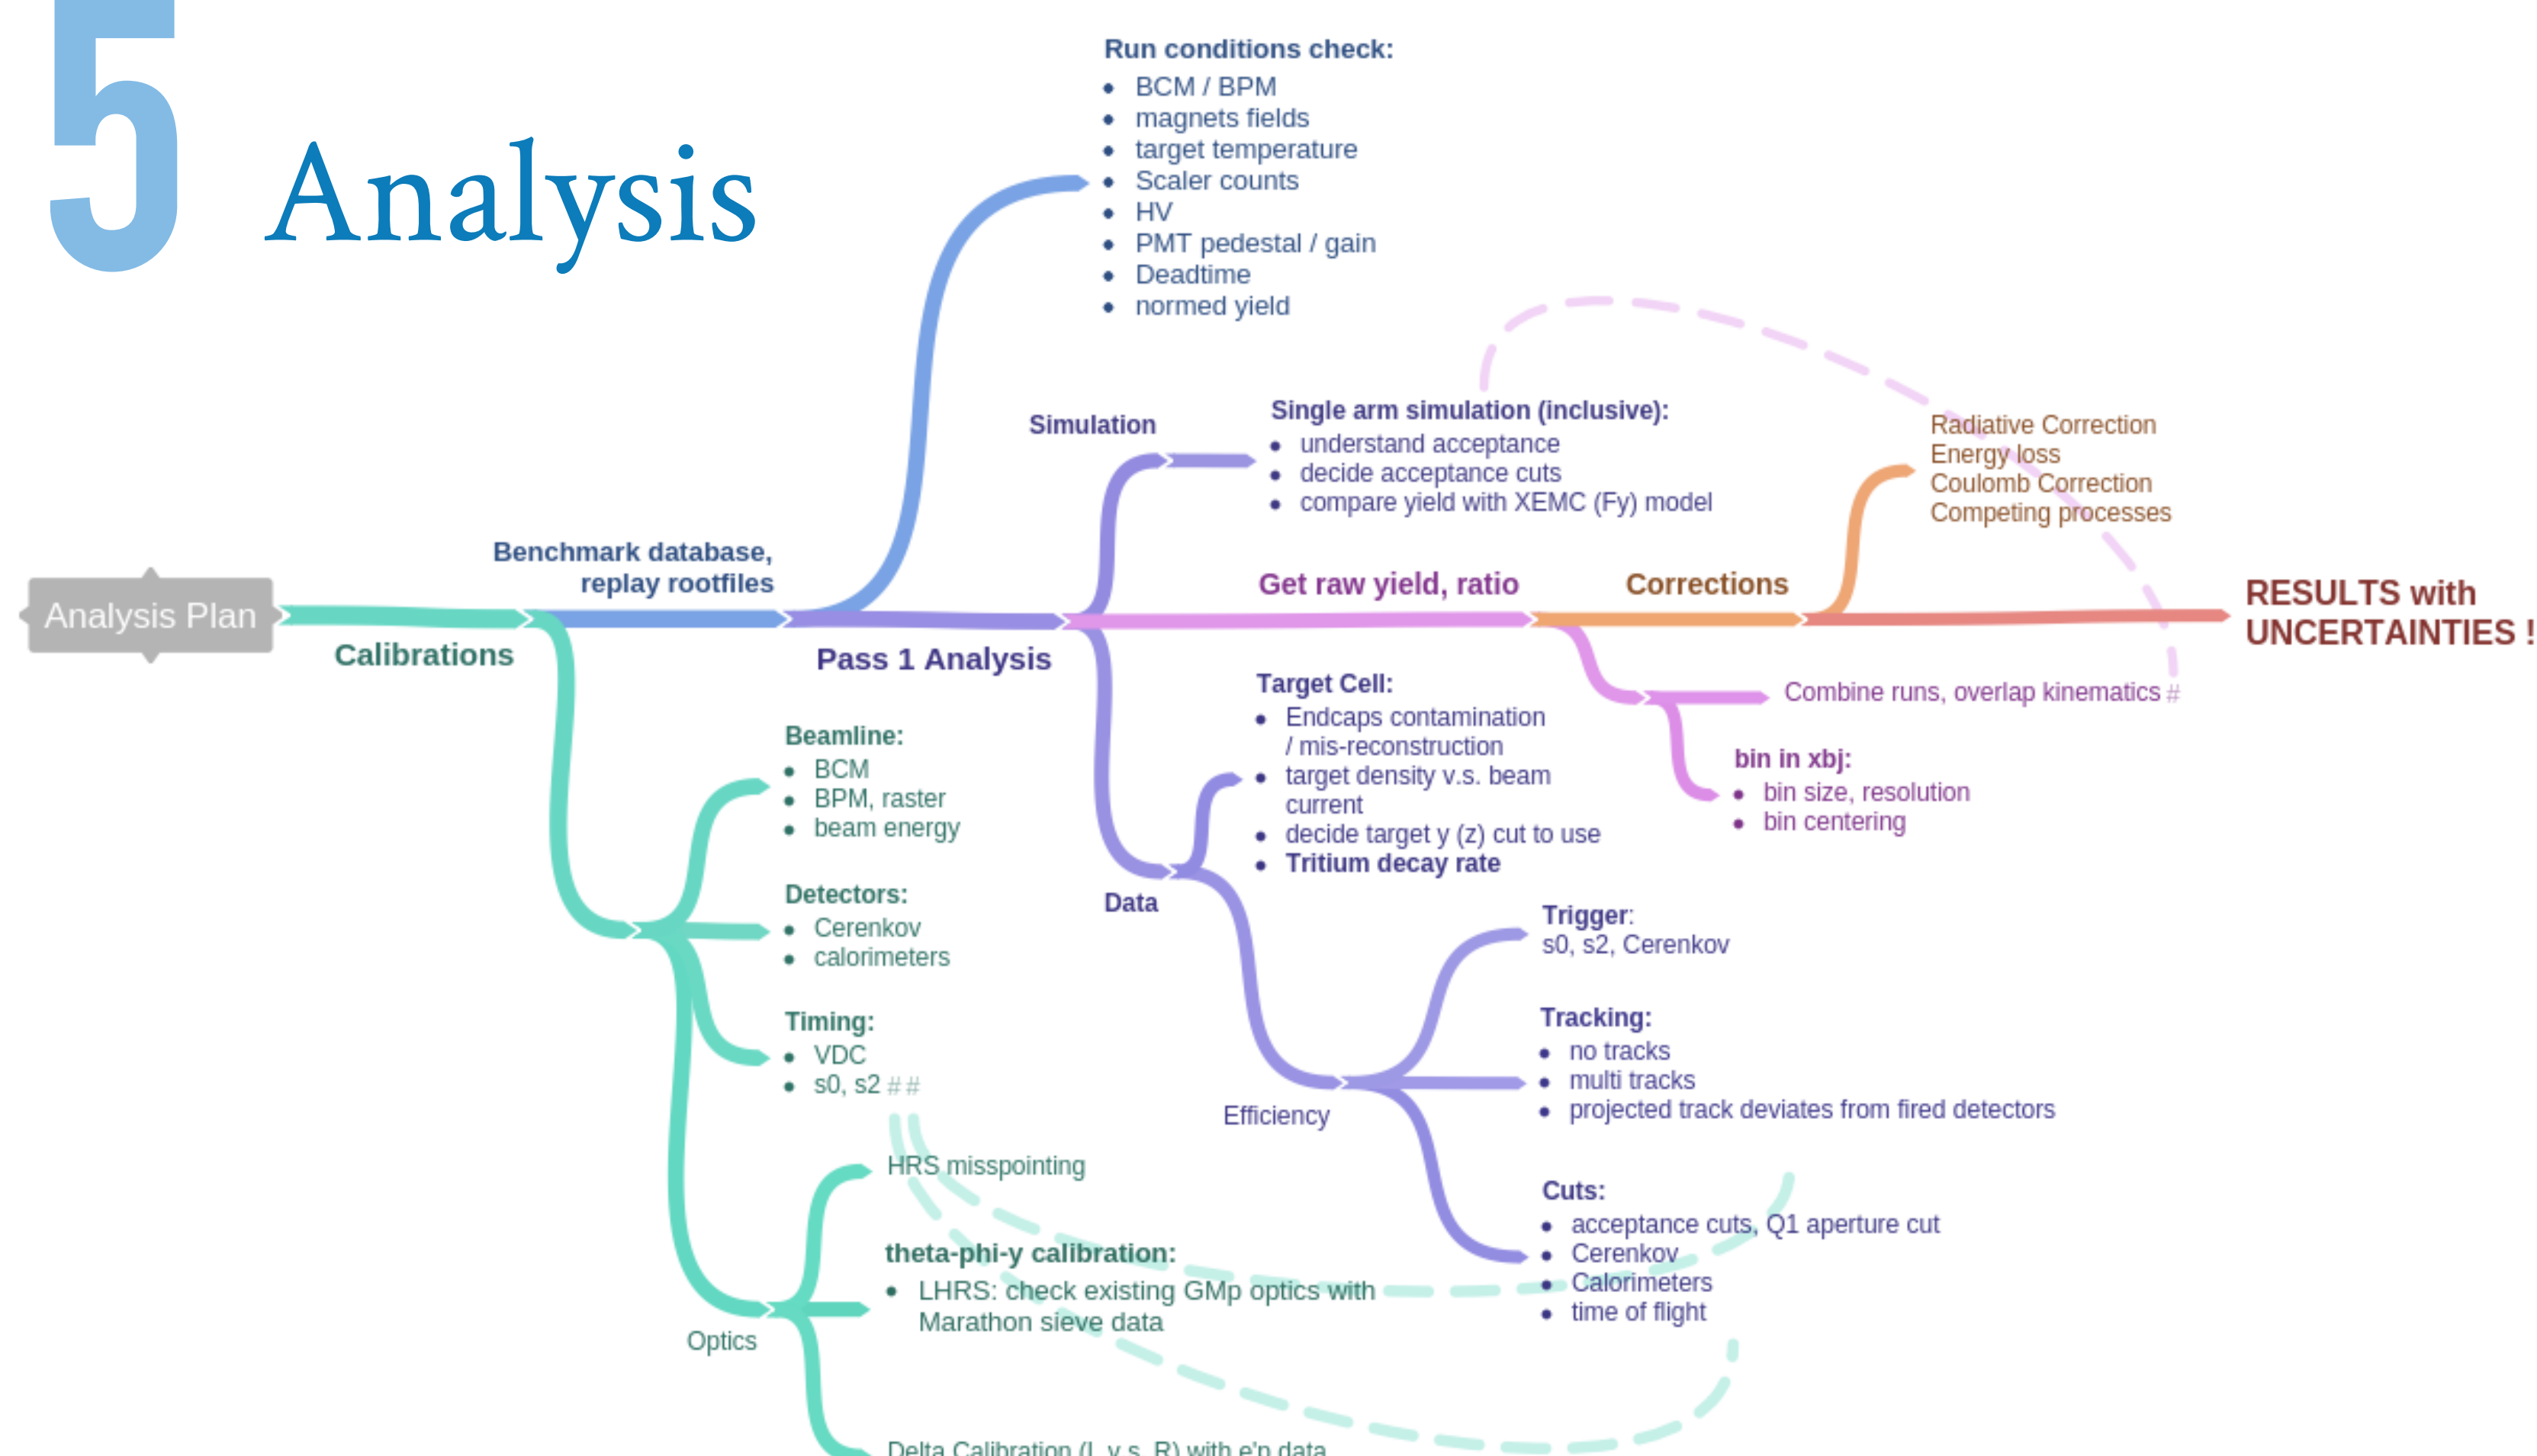 5
Analysis
Run conditions check:
• BCM / BPM
• magnets fields
• target temperature
• Scaler counts
• HV
• PMT pedestal / gain
• Deadtime
• normed yield
Simulation
Single arm simulation (inclusive):
• understand acceptance
• decide acceptance cuts
• compare yield with XEMC (Fy) model
Radiative Correction
Energy loss
Coulomb Correction
Competing processes
Analysis Plan
Calibrations
Benchmark database,
replay rootfiles
Pass 1 Analysis
Get raw yield, ratio
Corrections
RESULTS with
UNCERTAINTIES !
Combine runs, overlap kinematics #
bin in xbj:
• bin size, resolution
• bin centering
Target Cell:
• Endcaps contamination
/ mis-reconstruction
• target density v.s. beam
current
• decide target y (z) cut to use
• Tritium decay rate
Data
Beamline:
• BCM
• BPM, raster
• beam energy
Detectors:
• Cerenkov
• calorimeters
Timing:
• VDC
• s0, s2 # #
Efficiency
Trigger:
s0, s2, Cerenkov
Tracking:
• no tracks
• multi tracks
• projected track deviates from fired detectors
Cuts:
• acceptance cuts, Q1 aperture cut
• Cerenkov
• Calorimeters
• time of flight
Optics
HRS misspointing
theta-phi-y calibration:
• LHRS: check existing GMp optics with
Marathon sieve data
Delta Calibration (L v.s. R) with e'p data